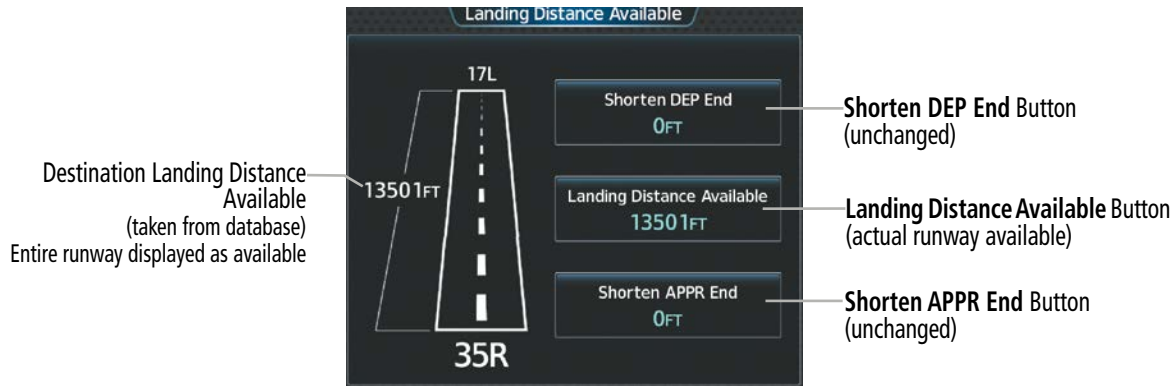 Landing Distance Available
17L
13501FT
35R
Shorten DEP End
0FT
Landing Distance Available
13501FT
Shorten APPR End
0FT
Destination Landing Distance
Available
(taken from database)
Entire runway displayed as available
Shorten DEP End Button
(unchanged)
Landing Distance Available Button
(actual runway available)
Shorten APPR End Button
(unchanged)